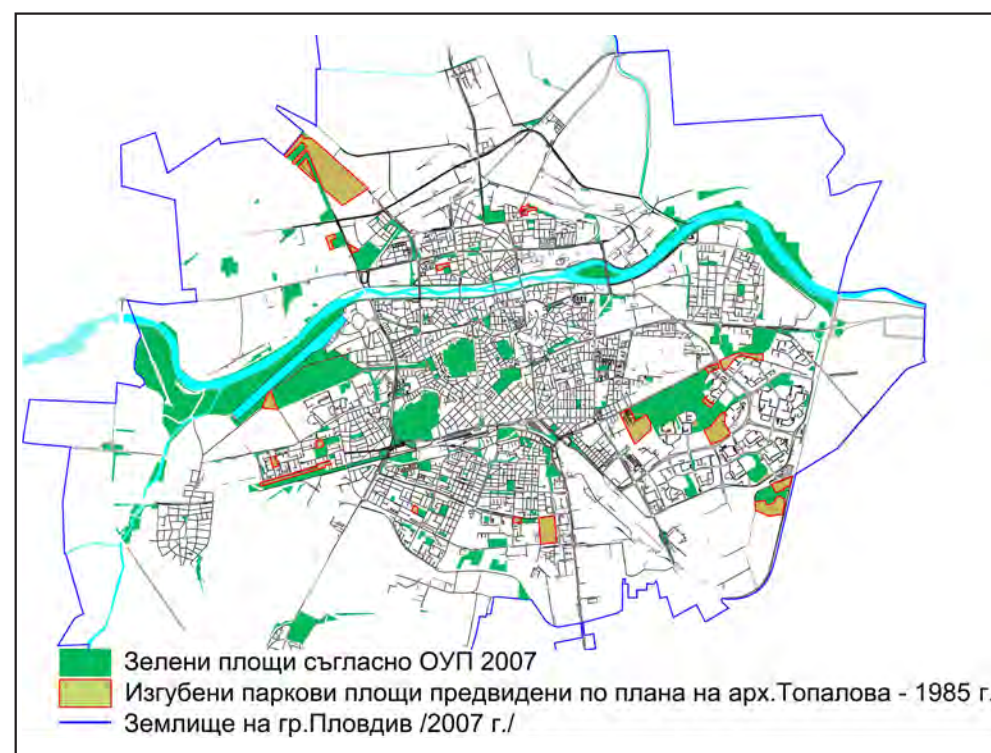 Зелени площи съгласно ОУП 2007
Изгубени паркови площи предвидени по плана на арх.Топалова - 1985 г.
Землище на гр.Пловдив /2007 г./